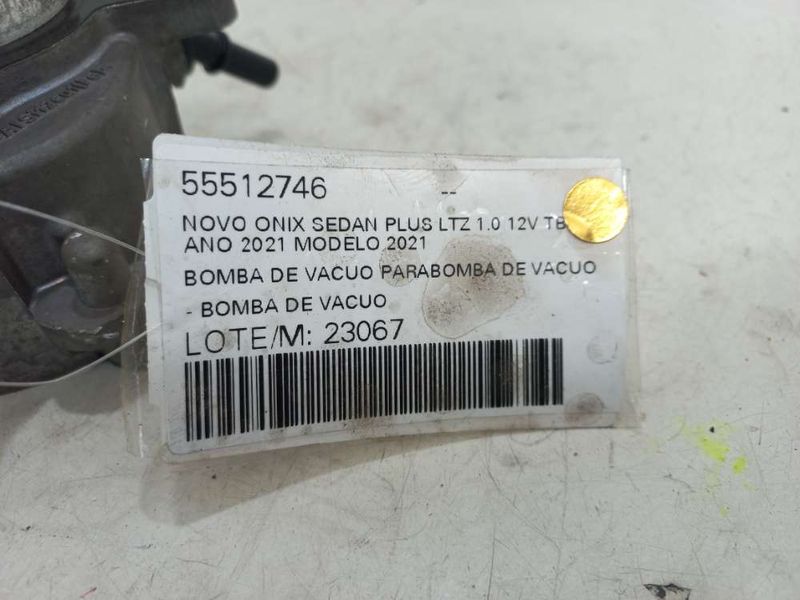 55512746 --
NOVO ONIX SEDAN PLUS LTZ 1.0 12V TB
ANO 2021 MODELO 2021
BOMBA DE VACUO PARABOMBA DE VACUO
- BOMBA DE VACUO
LOTE/M: 23067